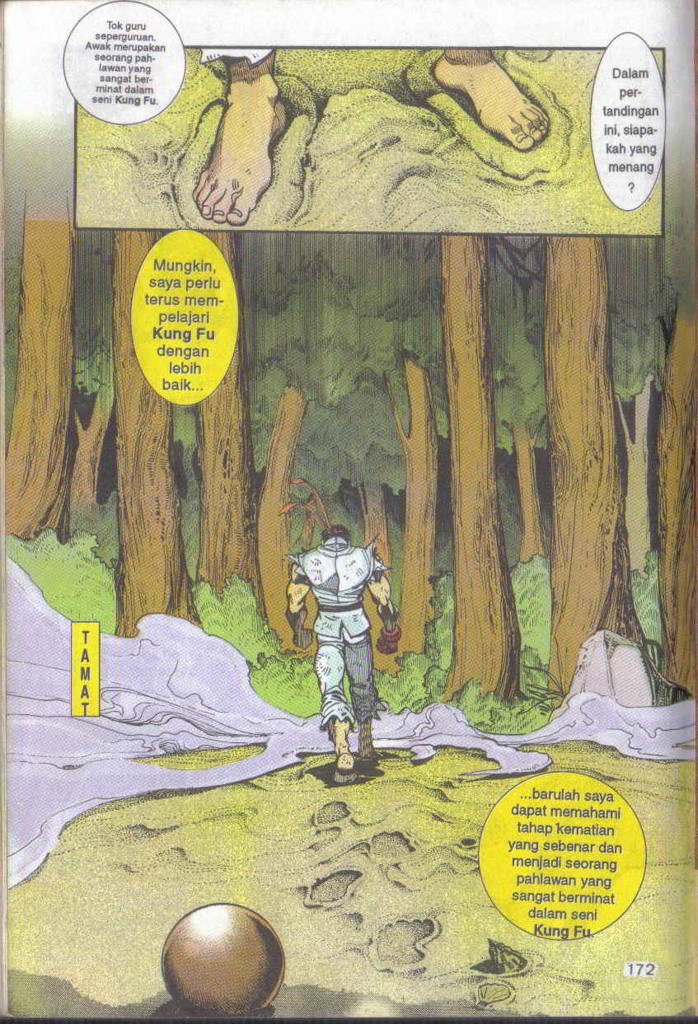 Tok guru
seperguruan.
Awak merupakan
seorang pah-
lawan yang
sangat ber-
minat dalam
seni Kung Fu.
Dalam
per-
tandingan
ini, siapa-
kah yang
menang
?
Mungkin,
saya perlu
terus mem-
pelajari
Kung Fu
dengan
lebih
baik...
TAMAT
...barulah saya
dapat memahami
tahap kematian
yang sebenar dan
menjadi seorang
pahlawan yang
sangat berminat
dalam seni
Kung Fu.
172